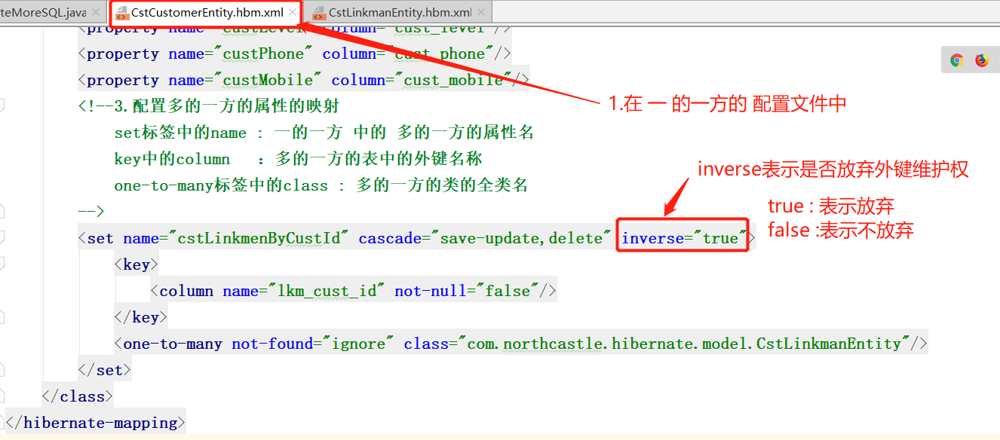 teMoreSQL.java
CstCustomerEntity.hbm.xml
CstLinkmanEntity.hbm.xml
<property name="custLevel" column="cust_level"/>
<property name="custPhone" column="cust_phone"/>
<property name="custMobile" column="cust_mobile"/>
1.在 一 的一方的 配置文件中
<!--3.配置多的一方的属性的映射
set标签中的name : 一的一方 中的 多的一方的属性名
key中的column ：多的一方的表中的外键名称
one-to-many标签中的class : 多的一方的类的全类名
-->
inverse表示是否放弃外键维护权
true : 表示放弃
false :表示不放弃
<set name="cstLinkmenByCustId" cascade="save-update,delete" inverse="true">
<key>
<column name="lkm_cust_id" not-null="false"/>
</key>
<one-to-many not-found="ignore" class="com.northcastle.hibernate.model.CstLinkmanEntity"/>
</set>
</class>
</hibernate-mapping>